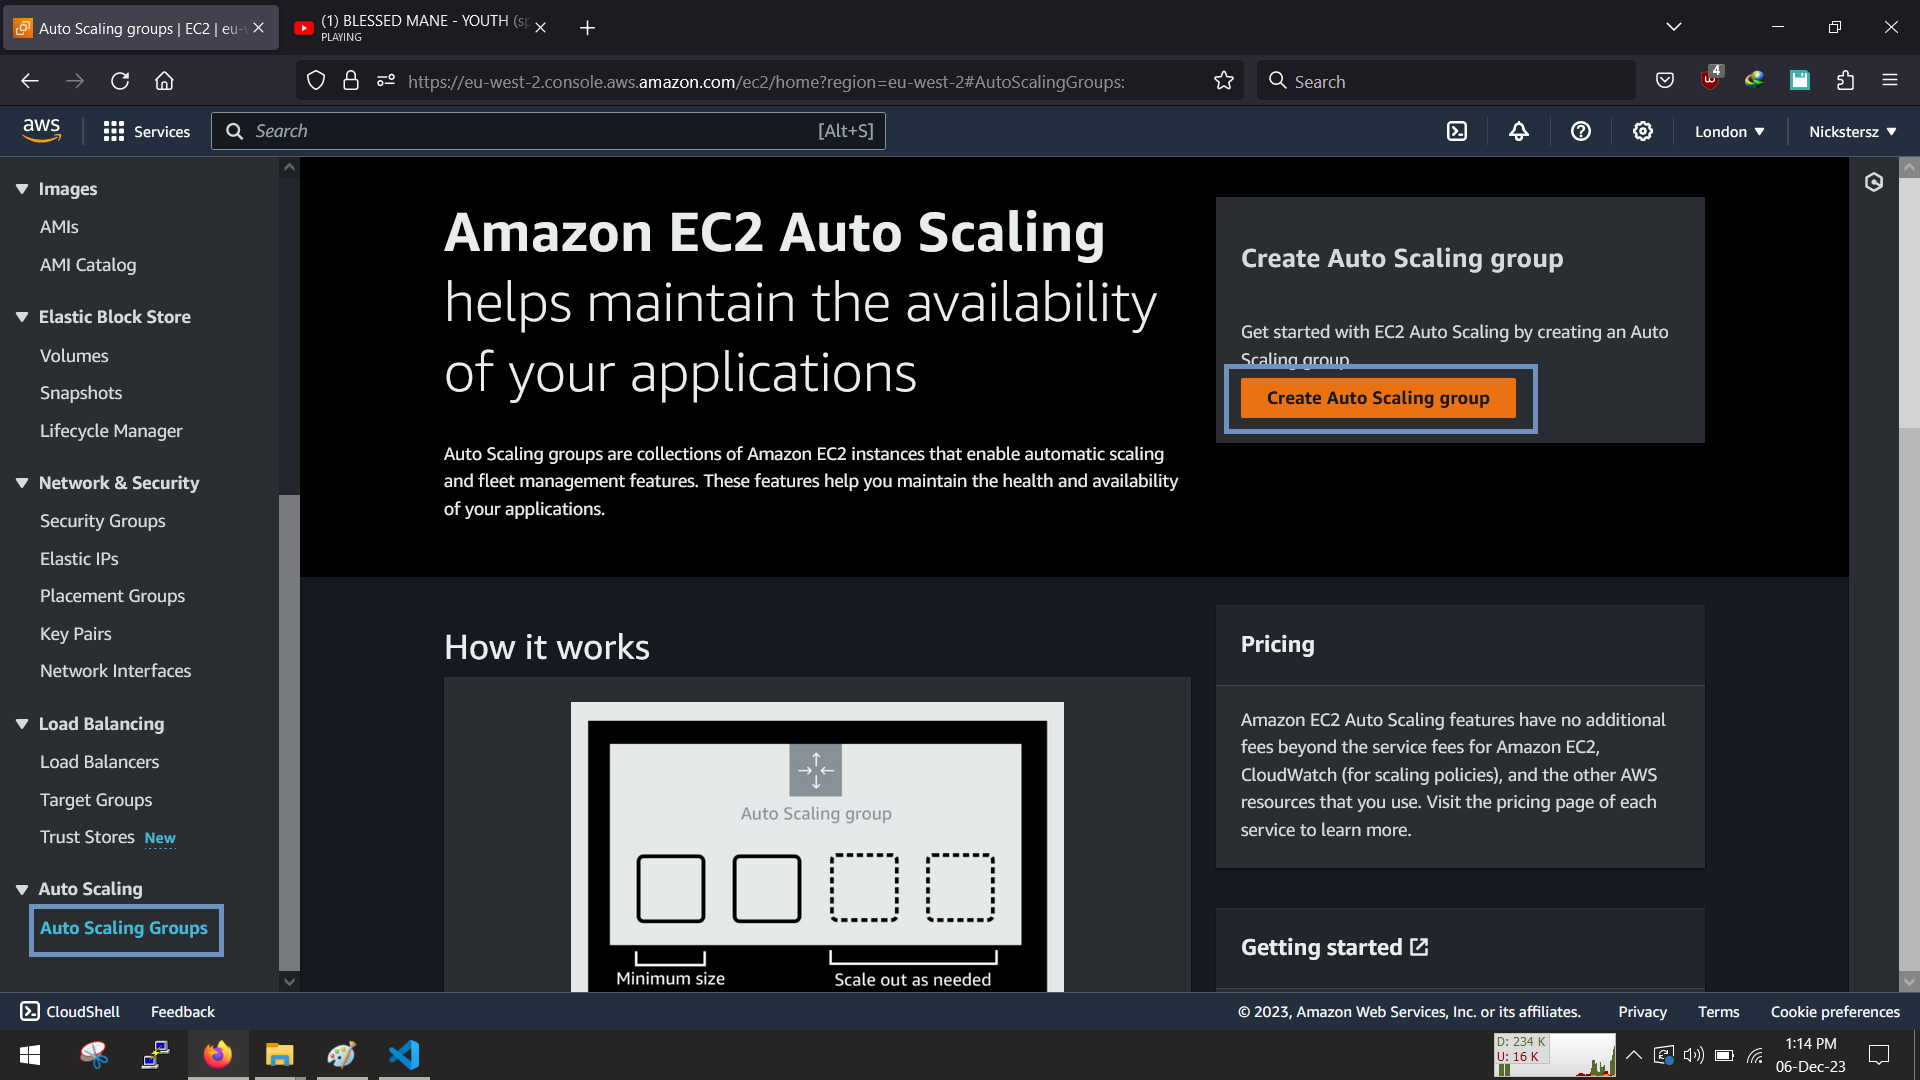 Auto Scaling groups | EC2 | eu-w
(1) BLESSED MANE - YOUTH (sp
PLAYING
https://eu-west-2.console.aws.amazon.com/ec2/home?region=eu-west-2#AutoScalingGroups:
Search
4
aws
Services
Search
[Alt+S]
London
Nickstersz
Images
AMIs
AMI Catalog
Elastic Block Store
Volumes
Snapshots
Lifecycle Manager
Network & Security
Security Groups
Elastic IPs
Placement Groups
Key Pairs
Network Interfaces
Load Balancing
Load Balancers
Target Groups
Trust Stores New
Auto Scaling
Auto Scaling Groups
Amazon EC2 Auto Scaling
helps maintain the availability
of your applications
Auto Scaling groups are collections of Amazon EC2 instances that enable automatic scaling
and fleet management features. These features help you maintain the health and availability
of your applications.
Create Auto Scaling group
Get started with EC2 Auto Scaling by creating an Auto
Scaling group.
Create Auto Scaling group
How it works
Auto Scaling group
Minimum size
Scale out as needed
Pricing
Amazon EC2 Auto Scaling features have no additional
fees beyond the service fees for Amazon EC2,
CloudWatch (for scaling policies), and the other AWS
resources that you use. Visit the pricing page of each
service to learn more.
Getting started
CloudShell
Feedback
© 2023, Amazon Web Services, Inc. or its affiliates.
Privacy
Terms
Cookie preferences
D: 234 K
U: 16 K
1:14 PM
06-Dec-23